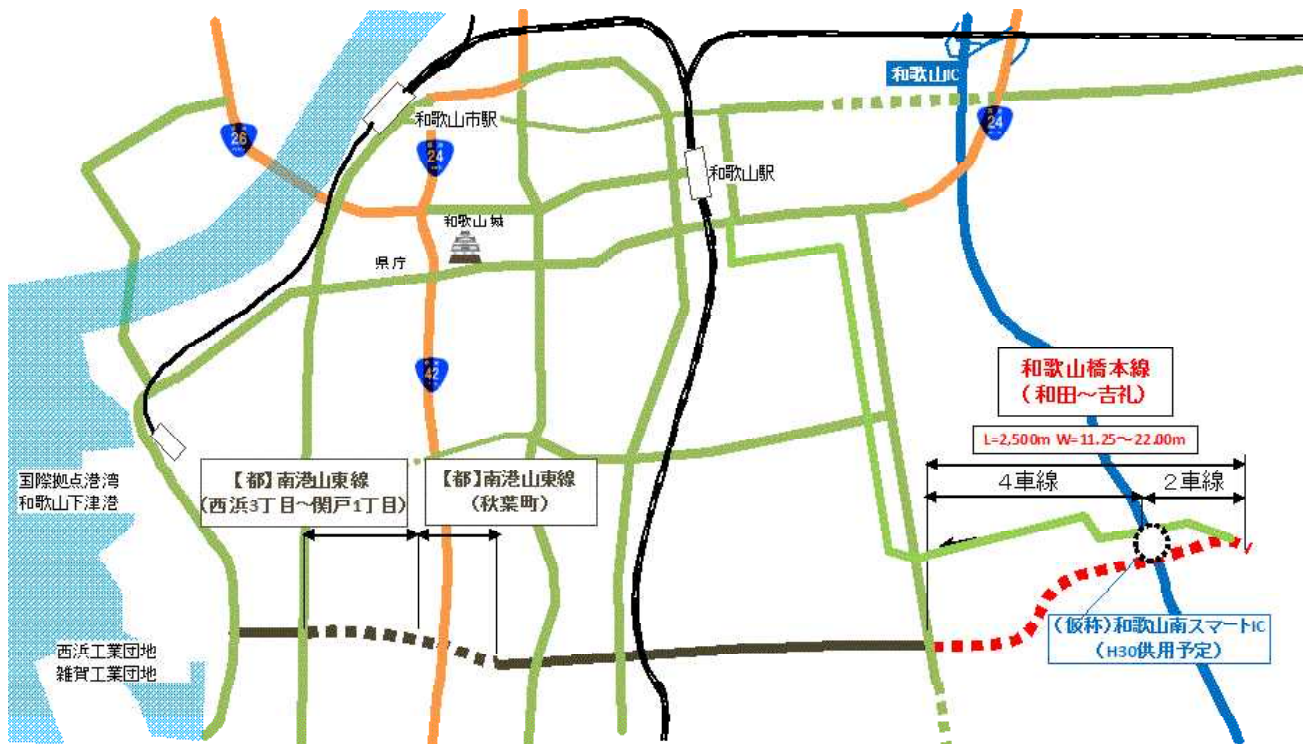 和歌山IC
和歌山市駅
26
24
24
和歌山駅
和歌山城
県庁
42
和歌山橋本線
(和田～吉礼)
L=2,500m W=11.25～22.00m
4車線
2車線
国際拠点港湾
和歌山下津港
【都】南港山東線
(西浜3丁目～関戸1丁目)
【都】南港山東線
(秋葉町)
(仮称)和歌山南スマートIC
(H30供用予定)
西浜工業団地
雑賀工業団地